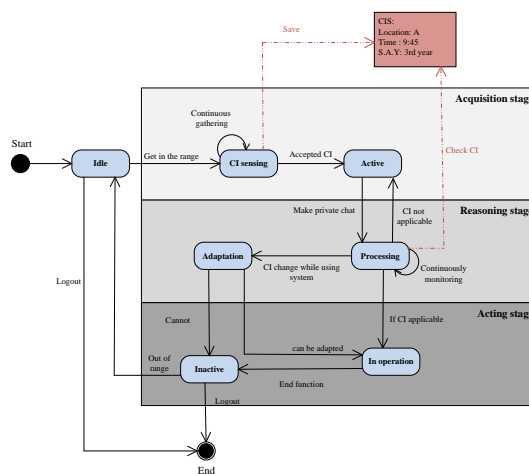 CIS:
Location: A
Time : 9:45
S.A.Y: 3rd year
Save
Acquisition stag
Continuous
gathering
Start
Idle
Get in the range
CI sensing
Accepted CI
Active
Check CI
Make private chat
CI not
applicable
Reasoning stage
Adaptation
Processing
CI change while using
system
Continuously
monitoring
Logout
Cannot
If CI applicable
Acting stage
can be adapted
Out of
range
Inactive
In operation
End function
Logout
End